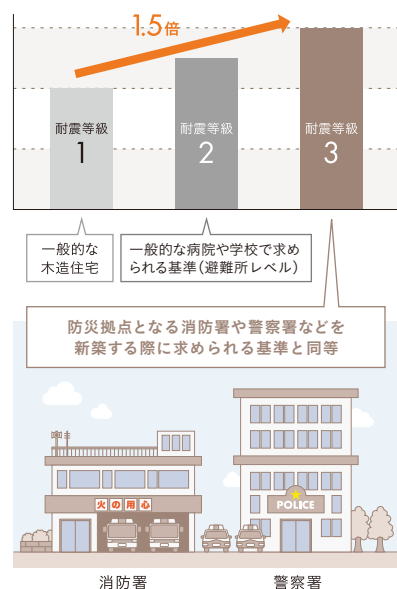 1.5倍
耐震等級
1
耐震等級
2
耐震等級
3
一般的な
木造住宅
一般的な病院や学校で求め
られる基準(避難所レベル)
防災拠点となる消防署や警察署などを
新築する際に求められる基準と同等
火の用心
POLICE
消防署
警察署